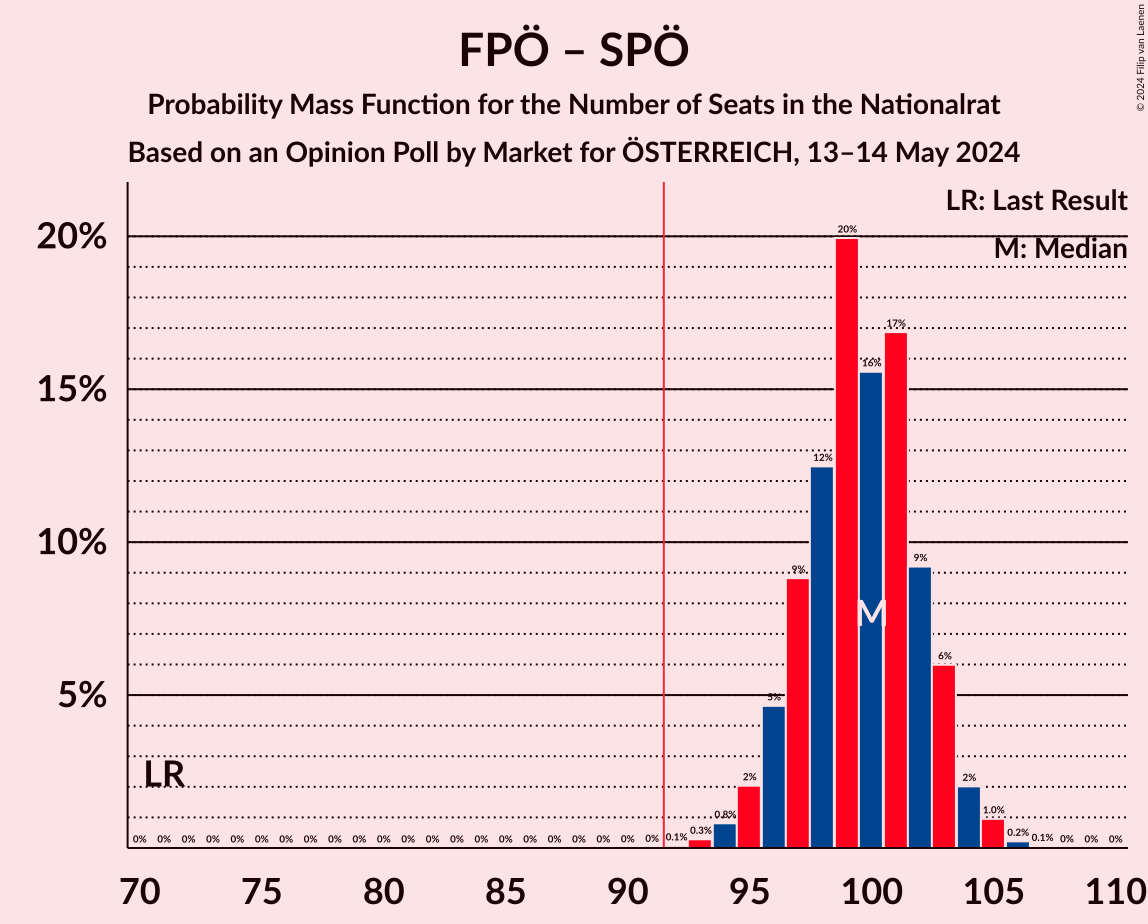 © 2024 Filip van Laenen
FPÖ – SPÖ
Probability Mass Function for the Number of Seats in the Nationalrat
Based on an Opinion Poll by Market for ÖSTERREICH, 13–14 May 2024
LR: Last Result
M: Median
20%
15%
10%
5%
LR
M
0% 0% 0% 0% 0% 0% 0% 0% 0% 0% 0% 0% 0% 0% 0% 0% 0% 0% 0% 0% 0% 0% 0.1% 0.3% 0.8% 2% 5% 9% 12% 20% 16% 17% 9% 6% 2% 1.0% 0.2% 0.1% 0% 0% 0%
70 75 80 85 90 95 100 105 110